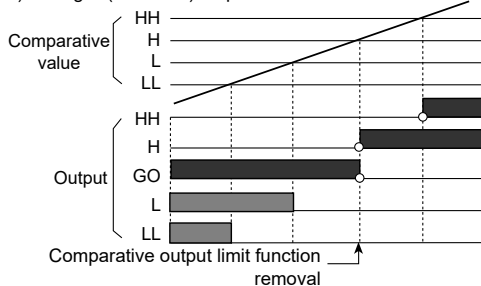 HH
H
Comparative
value
L
LL
HH
H
Output
GO
L
LL
Comparative output limit function
removal